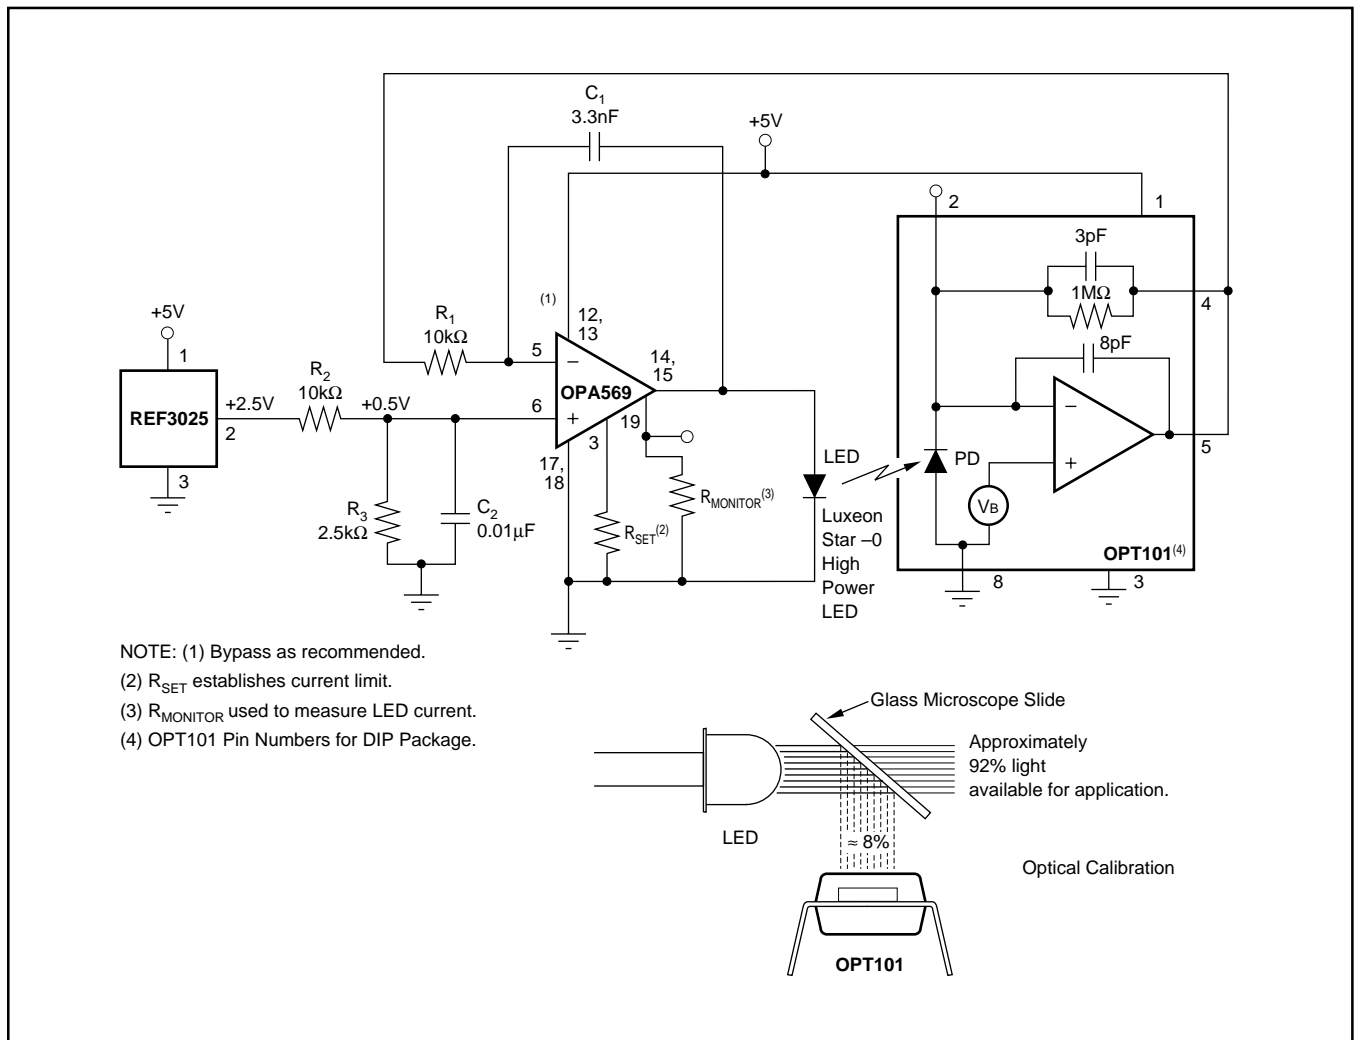 C1
3.3nF
+5V
2
1
3pF
1MΩ
4
8pF
+5V
1
(1)
12,
13
R1
10kΩ
5
–
14,
15
OPA569
R2
10kΩ
REF3025
+2.5V
2
+0.5V
6
+
19
3
17,
18
3
R3
2.5kΩ
C2
0.01µF
RSET(2)
RMONITOR(3)
LED
Luxeon
Star –0
High
Power
LED
PD
–
+
5
VB
OPT101(4)
8
3
NOTE: (1) Bypass as recommended.
(2) RSET establishes current limit.
(3) RMONITOR used to measure LED current.
(4) OPT101 Pin Numbers for DIP Package.
Glass Microscope Slide
Approximately
92% light
available for application.
LED
≈ 8%
Optical Calibration
OPT101